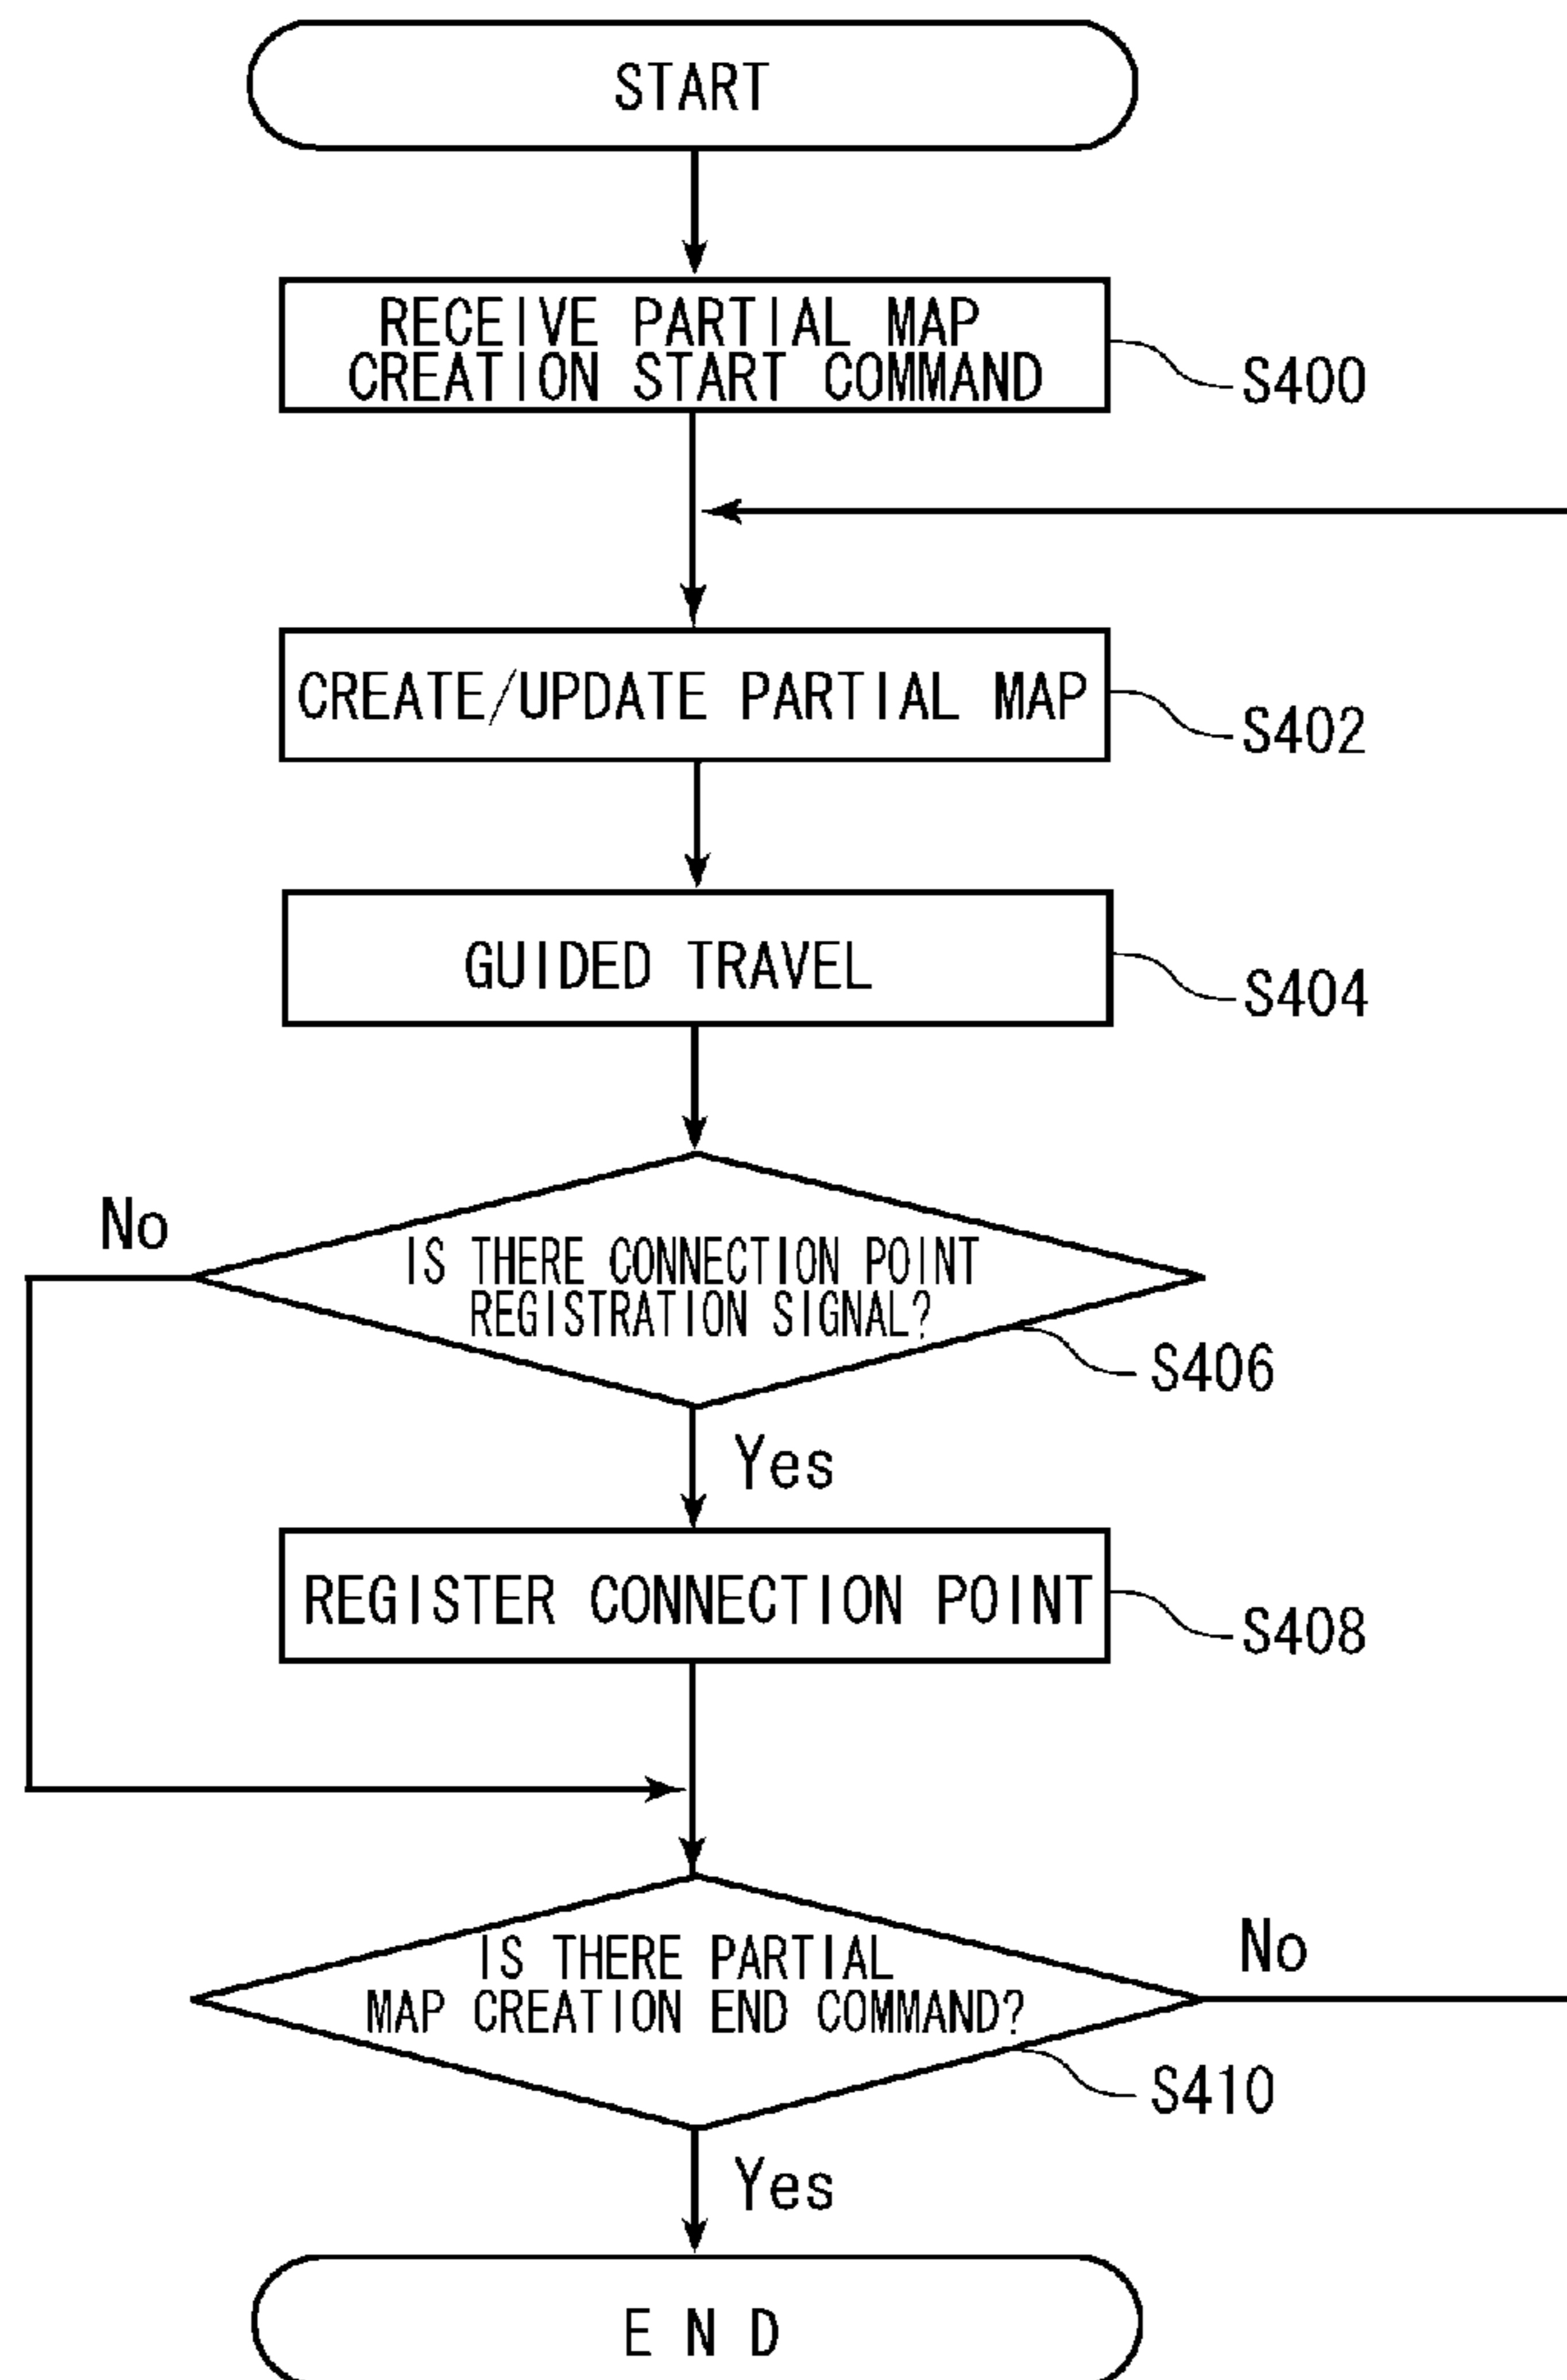 START
RECEIVE PARTIAL MAP
CREATION START COMMAND
S400
CREATE/UPDATE PARTIAL MAP
S402
GUIDED TRAVEL
S404
No
IS THERE CONNECTION POINT
REGISTRATION SIGNAL?
S406
Yes
REGISTER CONNECTION POINT
S408
IS THERE PARTIAL
MAP CREATION END COMMAND?
No
S410
Yes
END